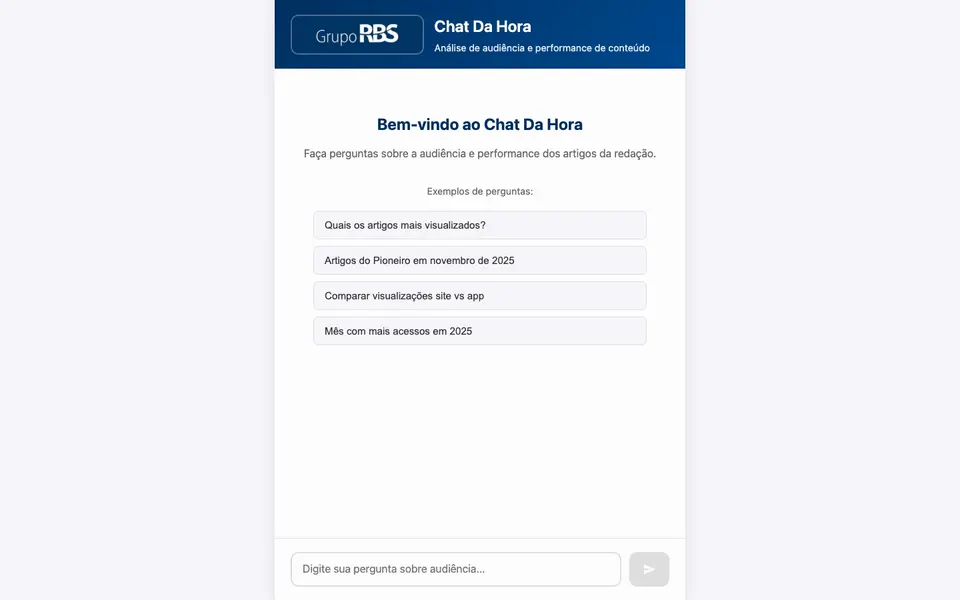 Grupo RBS
Chat Da Hora
Análise de audiência e performance de conteúdo
Bem-vindo ao Chat Da Hora
Faça perguntas sobre a audiência e performance dos artigos da redação.
Exemplos de perguntas:
Quais os artigos mais visualizados?
Artigos do Pioneiro em novembro de 2025
Comparar visualizações site vs app
Mês com mais acessos em 2025
Digite sua pergunta sobre audiência...